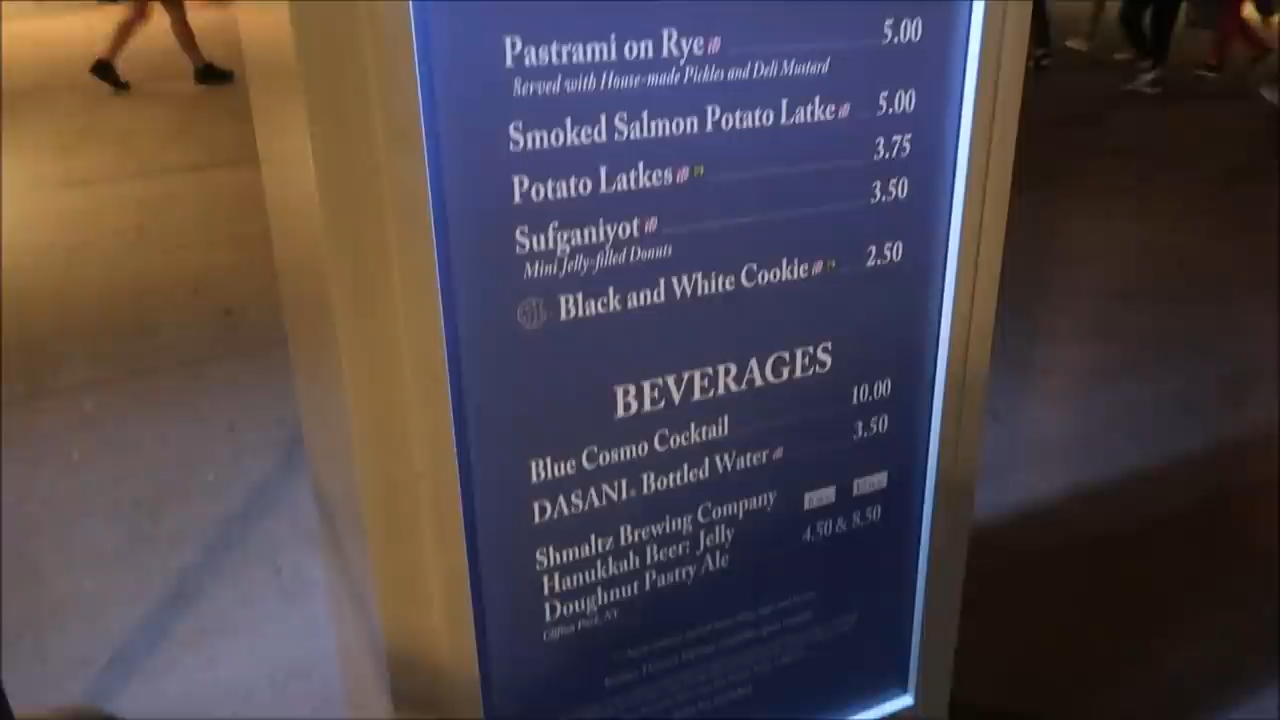 Pastrami on Rye 5.00
Served with House-made Pickles and Deli Mustard
Smoked Salmon Potato Latke 5.00
Potato Latkes 3.75
Sufganiyot 3.50
Mini Jelly-filled Donuts
Black and White Cookie 2.50
BEVERAGES
Blue Cosmo Cocktail 10.00
DASANI® Bottled Water 3.50
Shmaltz Brewing Company
Hanukkah Beer: Jelly 4.50 & 8.50
Doughnut Pastry Ale
Clifton Park, NY